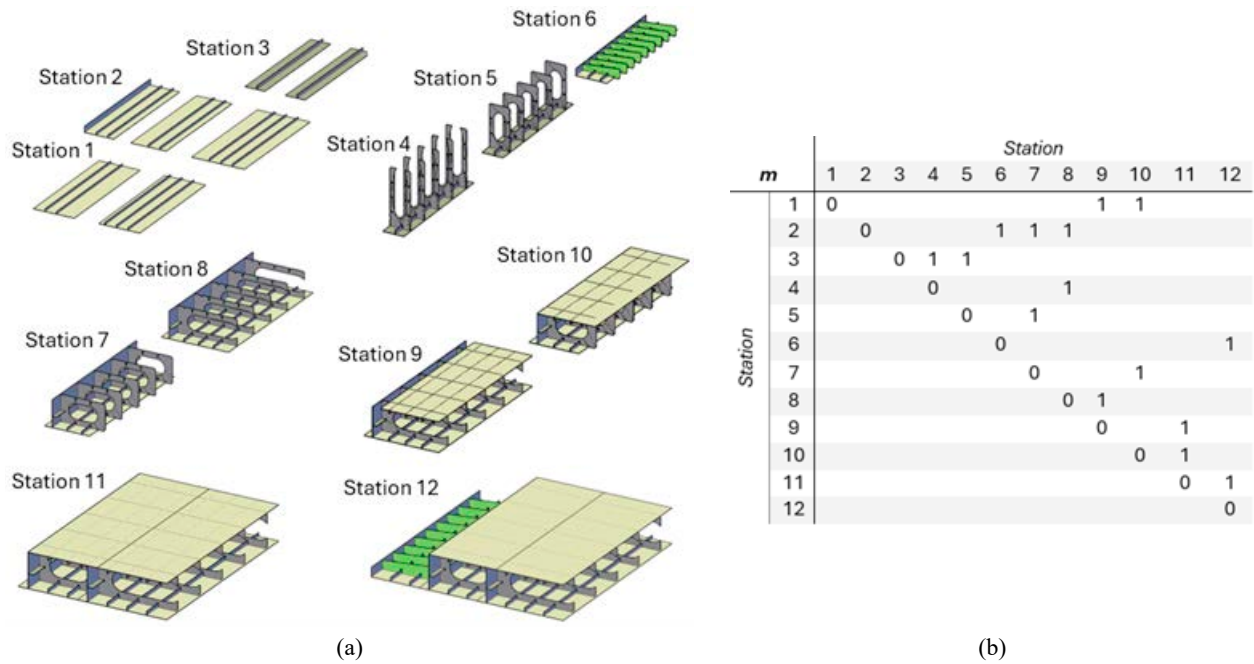 Station 6
Station 3
Station 5
Station 2
Station 4
Station 1
Station 10
Station 8
Station 7
Station 9
Station 11
Station 12
(a)
Station
m 1 2 3 4 5 6 7 8 9 10 11 12
Station
1 0 1 1
2 0 1 1 1
3 0 1 1
4 0 1
5 0 1
6 0 1
7 0 1
8 0 1
9 0 1
10 0 1
11 0 1
12 0
(b)